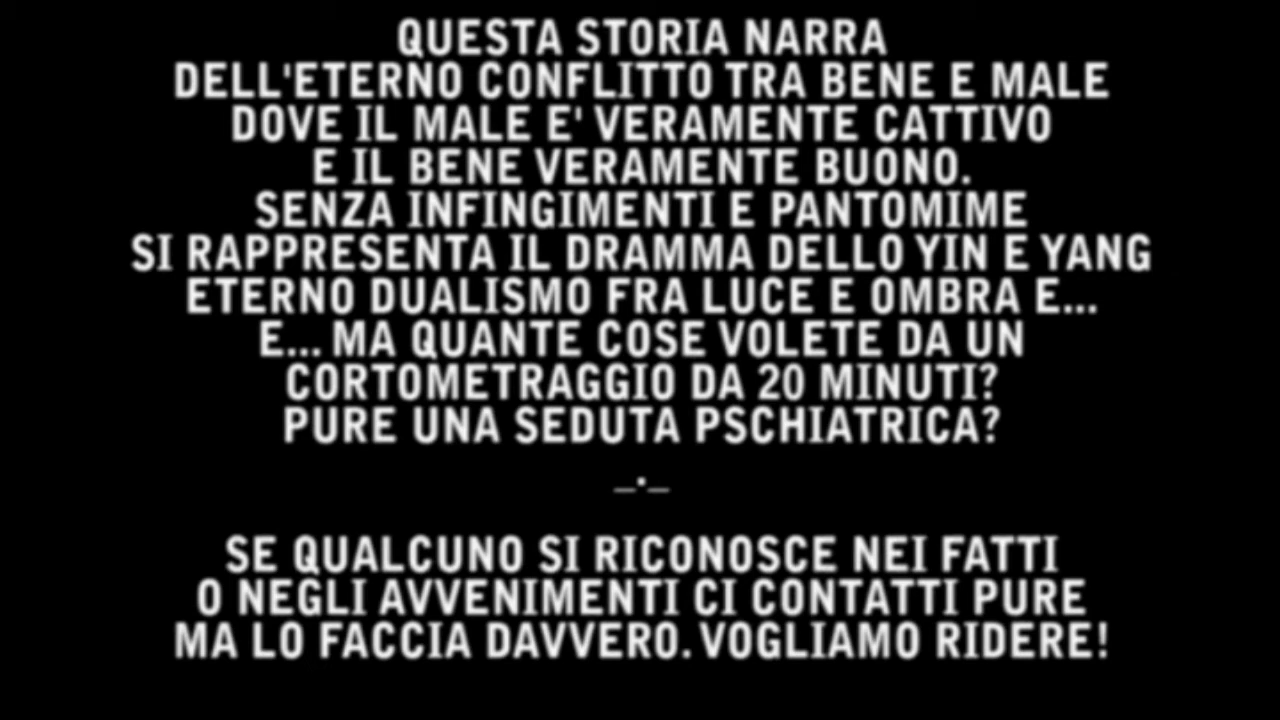 QUESTA STORIA NARRA
DELL'ETERNO CONFLITTO TRA BENE E MALE
DOVE IL MALE E' VERAMENTE CATTIVO
E IL BENE VERAMENTE BUONO.
SENZA INFINGIMENTI E PANTOMIME
SI RAPPRESENTA IL DRAMMA DELLO YIN E YANG
ETERNO DUALISMO FRA LUCE E OMBRA E...
E... MA QUANTE COSE VOLETE DA UN
CORTOMETRAGGIO DA 20 MINUTI?
PURE UNA SEDUTA PSCHIATRICA?
_._
SE QUALCUNO SI RICONOSCE NEI FATTI
O NEGLI AVVENIMENTI CI CONTATTI PURE
MA LO FACCIA DAVVERO. VOGLIAMO RIDERE!